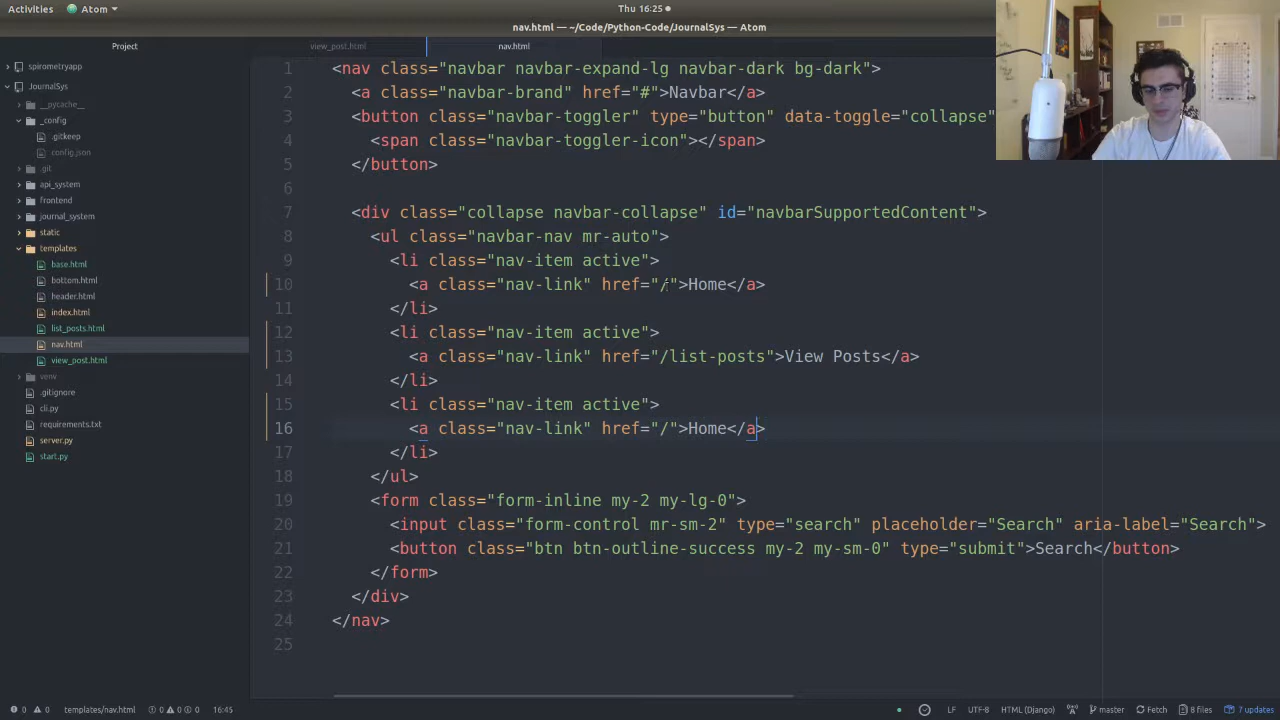 Activities
Atom
Thu 16:25
nav.html — ~/Code/Python-Code/JournalSys — Atom
Project
view_post.html
nav.html
spirometryapp
JournalSys
__pycache__
_config
.gitkeep
config.json
.git
api_system
frontend
journal_system
static
templates
base.html
bottom.html
header.html
index.html
list_posts.html
nav.html
view_post.html
venv
.gitignore
cli.py
requirements.txt
server.py
start.py
1 <nav class="navbar navbar-expand-lg navbar-dark bg-dark">
2 <a class="navbar-brand" href="#">Navbar</a>
3 <button class="navbar-toggler" type="button" data-toggle="collapse"
4 <span class="navbar-toggler-icon"></span>
5 </button>
6
7 <div class="collapse navbar-collapse" id="navbarSupportedContent">
8 <ul class="navbar-nav mr-auto">
9 <li class="nav-item active">
10 <a class="nav-link" href="/">Home</a>
11 </li>
12 <li class="nav-item active">
13 <a class="nav-link" href="/list-posts">View Posts</a>
14 </li>
15 <li class="nav-item active">
16 <a class="nav-link" href="/">Home</a>
17 </li>
18 </ul>
19 <form class="form-inline my-2 my-lg-0">
20 <input class="form-control mr-sm-2" type="search" placeholder="Search" aria-label="Search">
21 <button class="btn btn-outline-success my-2 my-sm-0" type="submit">Search</button>
22 </form>
23 </div>
24 </nav>
25
0 0 templates/nav.html 0 0 0 16:45
LF UTF-8 HTML (Django) master Fetch 8 files 7 updates